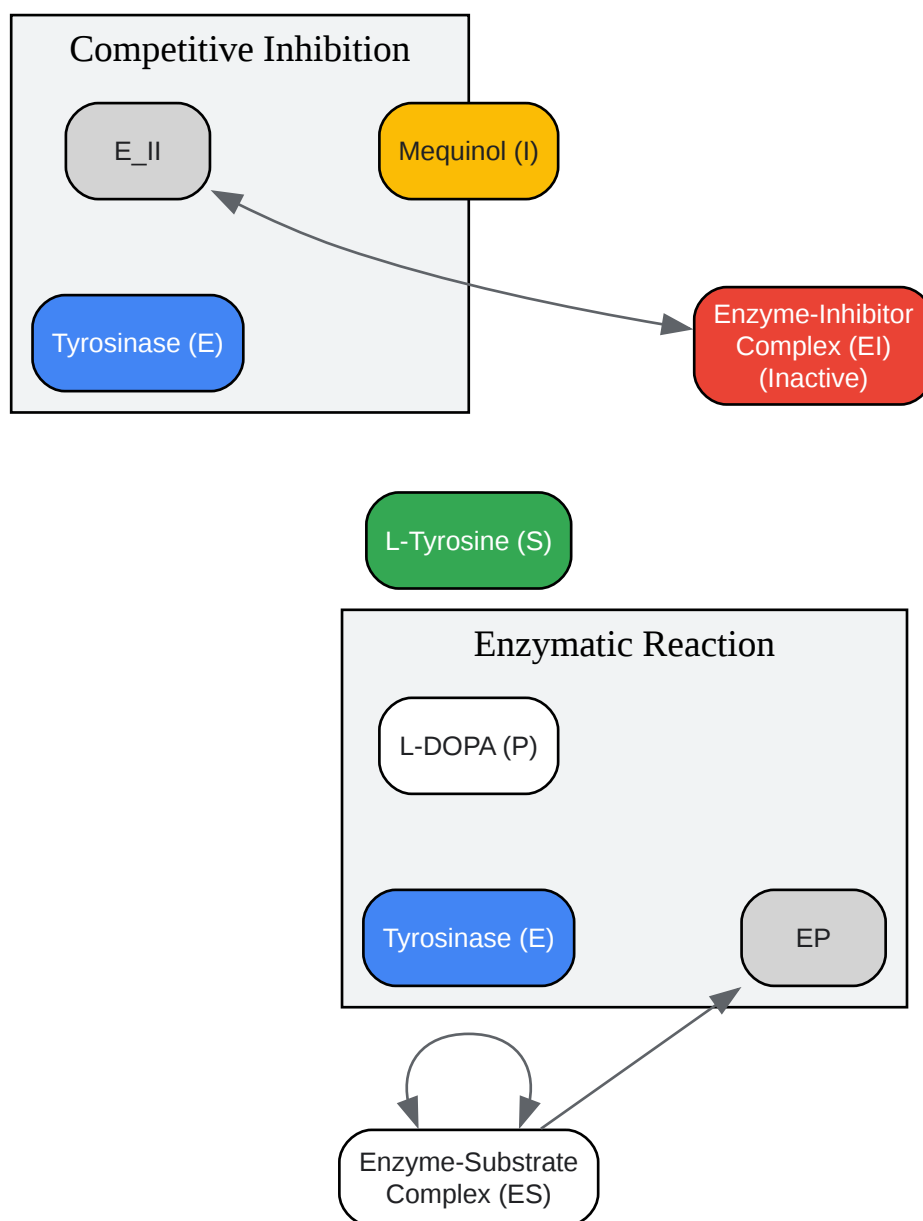 Competitive Inhibition
E_II
Mequinol (I)
Tyrosinase (E)
Enzyme-Inhibitor
Complex (EI)
(Inactive)
L-Tyrosine (S)
Enzymatic Reaction
L-DOPA (P)
Tyrosinase (E)
EP
Enzyme-Substrate
Complex (ES)